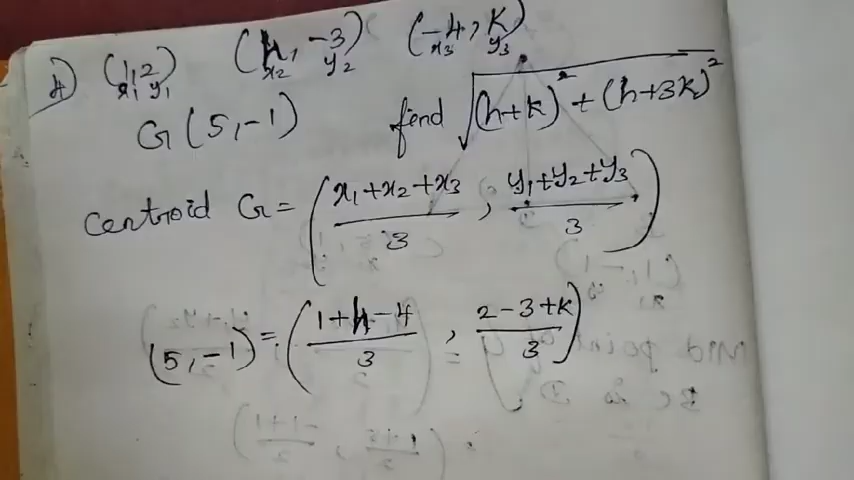 4) (1, 2) (h, -3) (-4, k)
x₁ y₁ x₂ y₂ x₃ y₃
G(5, -1) find √((h+k)² + (h+3k)²)
Centroid G = ((x₁+x₂+x₃)/3, (y₁+y₂+y₃)/3)
(5, -1) = ((1+h-4)/3, (2-3+k)/3)